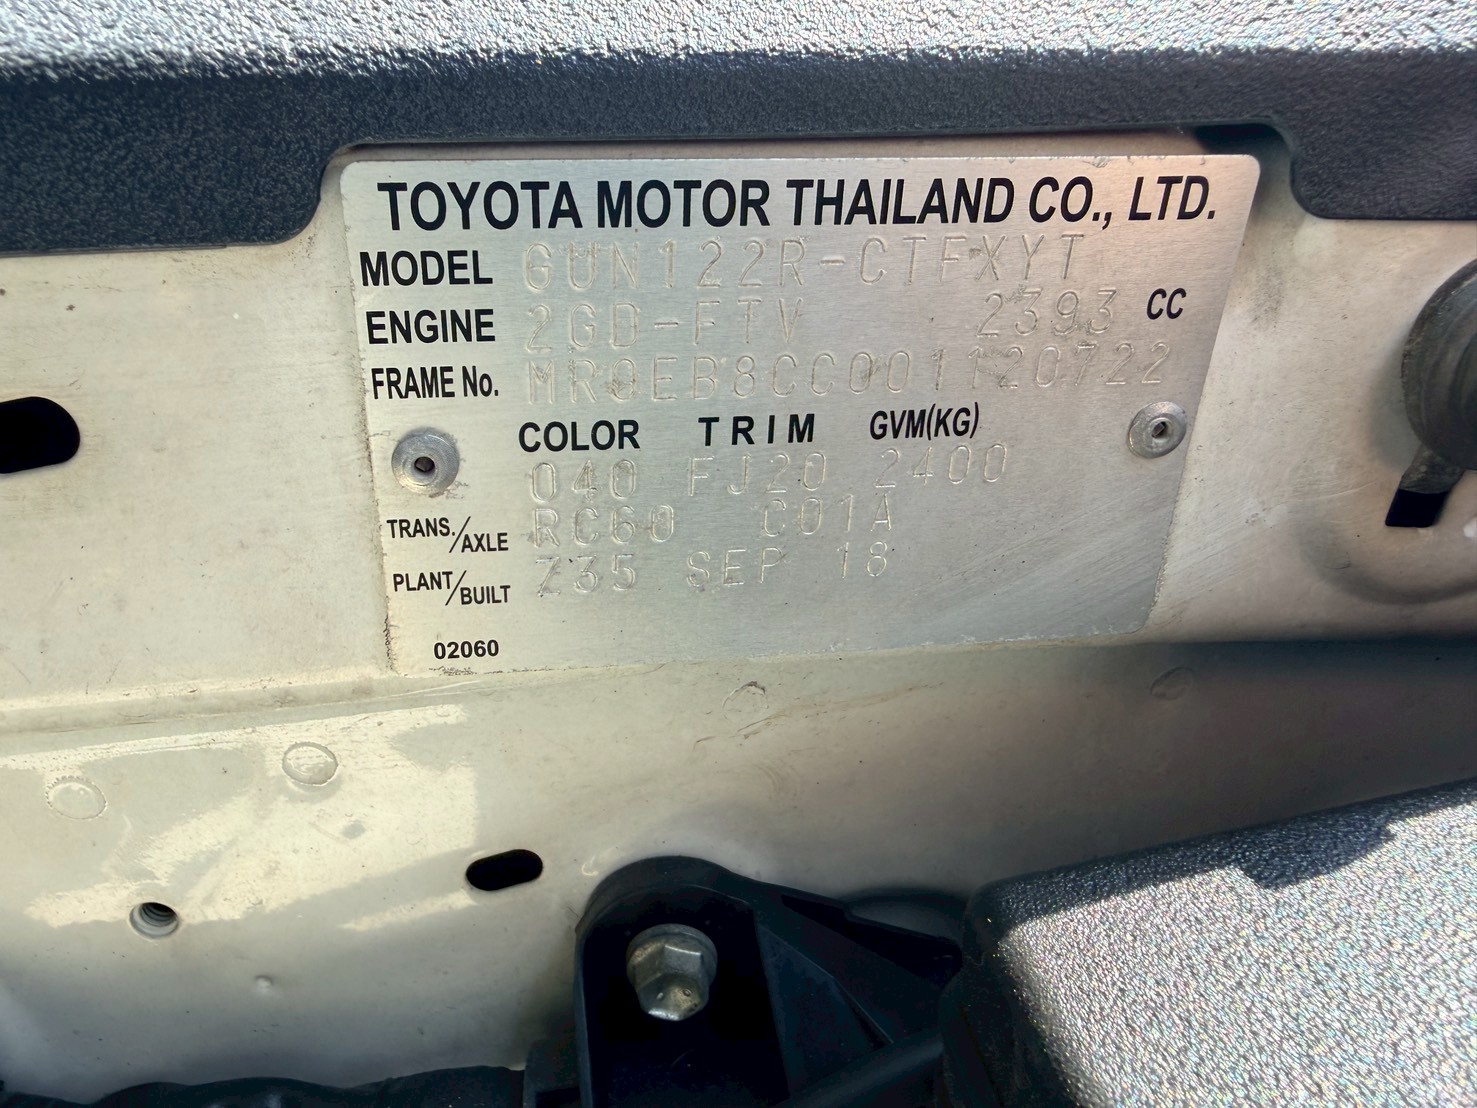 TOYOTA MOTOR THAILAND CO., LTD.
MODEL GUN122R-CTFXYT
ENGINE 2GD-FTV 2393 CC
FRAME No. MR0EB8CC001120722
COLOR TRIM GVM(KG)
040 FJ20 2400
TRANS./AXLE RC60 C01A
PLANT/BUILT Z35 SEP 18
02060